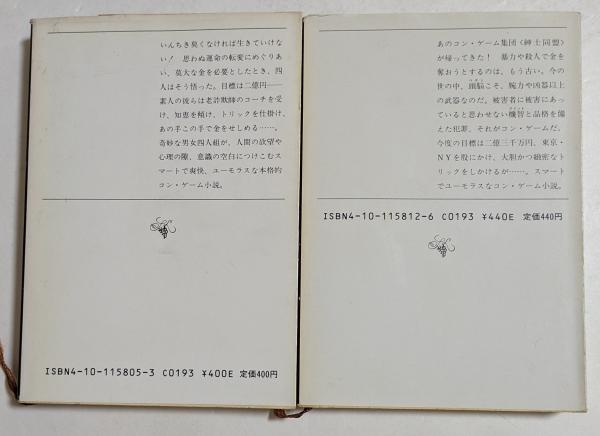 いんちき臭くなければ生きていけな
い！ 思わぬ運命の転変にめぐりあ
い、莫大な金を必要としたとき、四
人はそう悟った。目標は二億円――
素人の彼らは老詐欺師のコーチを受
け、知恵を傾け、トリックを仕掛け、
あの手この手で金をせしめる……。
奇妙な男女四人組が、人間の欲望や
心理の隙、意識の空白につけこむス
マートで爽快、ユーモラスな本格的
コン・ゲーム小説。
ISBN4-10-115805-3 C0193 ¥400E 定価400円
あのコン・ゲーム集団〈紳士同盟〉
が帰ってきた！ 暴力や殺人で金を
奪おうとするのは、もう古い。今の
世の中、頭脳こそ、腕力や凶器以上
の武器なのだ。被害者に被害にあっ
ていると思わせない機智と品格を備
えた犯罪、それがコン・ゲームだ。
今度の目標は二億三千万円、東京・
NYを股にかけ、大胆かつ緻密なト
リックをしかけるが……。スマート
でユーモラスなコン・ゲーム小説。
ISBN4-10-115812-6 C0193 ¥440E 定価440円